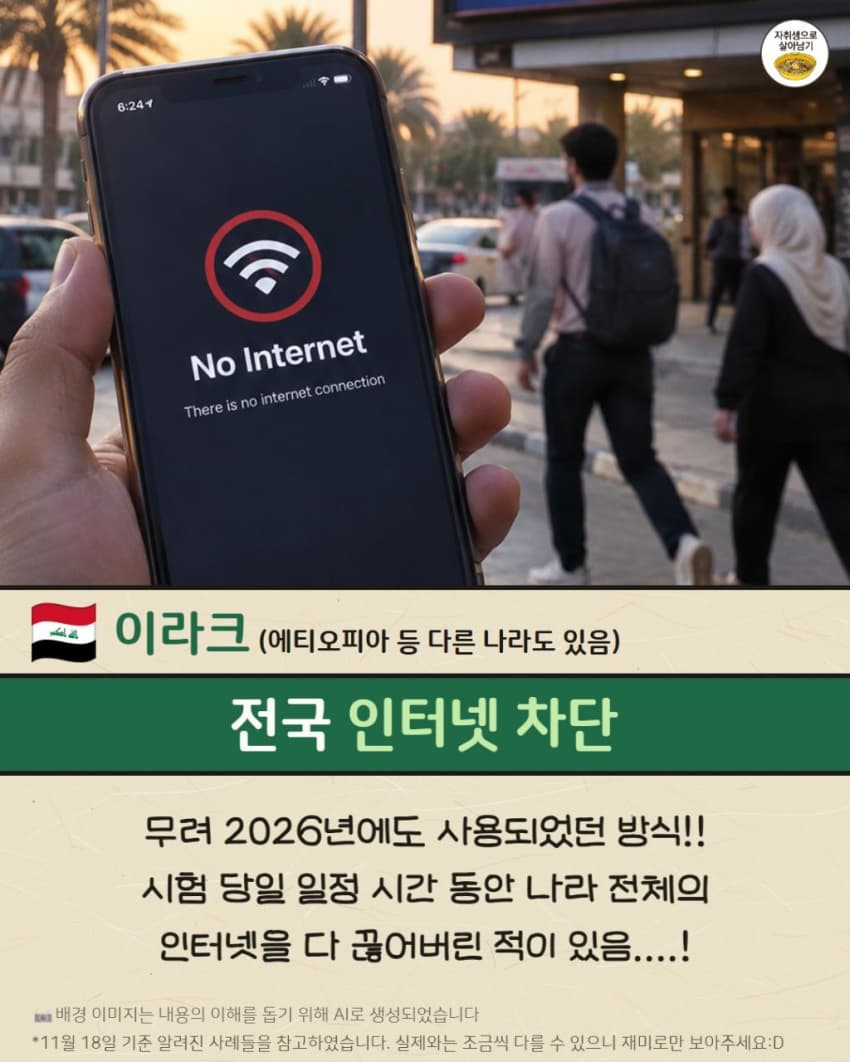 자취생으로
살아남기
6:24
No Internet
There is no internet connection
이라크 (에티오피아 등 다른 나라도 있음)
전국 인터넷 차단
무려 2026년에도 사용되었던 방식!!
시험 당일 일정 시간 동안 나라 전체의
인터넷을 다 끊어버린 적이 있음....!
배경 이미지는 내용의 이해를 돕기 위해 AI로 생성되었습니다
*11월 18일 기준 알려진 사례들을 참고하였습니다. 실제와는 조금씩 다를 수 있으니 재미로만 보아주세요:D